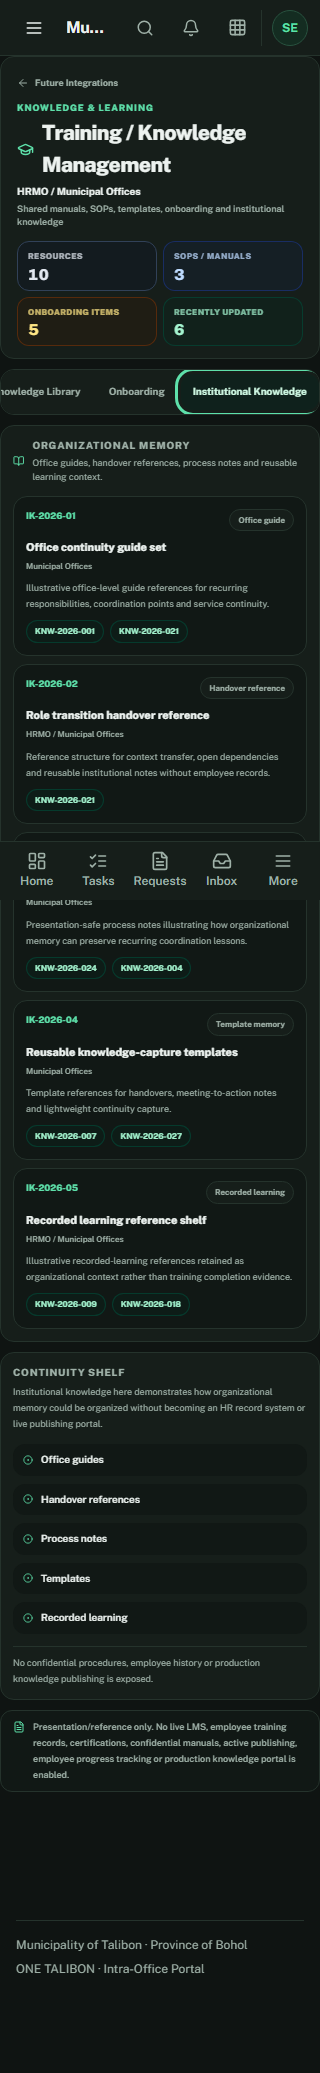 Mu...
SE
Future Integrations
KNOWLEDGE & LEARNING
Training / Knowledge
Management
HRMO / Municipal Offices
Shared manuals, SOPs, templates, onboarding and institutional
knowledge
RESOURCES
10
SOPS / MANUALS
3
ONBOARDING ITEMS
5
RECENTLY UPDATED
6
nowledge Library
Onboarding
Institutional Knowledge
ORGANIZATIONAL MEMORY
Office guides, handover references, process notes and reusable
learning context.
IK-2026-01
Office guide
Office continuity guide set
Municipal Offices
Illustrative office-level guide references for recurring
responsibilities, coordination points and service continuity.
KNW-2026-001
KNW-2026-021
IK-2026-02
Handover reference
Role transition handover reference
HRMO / Municipal Offices
Reference structure for context transfer, open dependencies
and reusable institutional notes without employee records.
KNW-2026-021
Home
Tasks
Requests
Inbox
More
Municipal Offices
Presentation-safe process notes illustrating how organizational
memory can preserve recurring coordination lessons.
KNW-2026-024
KNW-2026-004
IK-2026-04
Template memory
Reusable knowledge-capture templates
Municipal Offices
Template references for handovers, meeting-to-action notes
and lightweight continuity capture.
KNW-2026-007
KNW-2026-027
IK-2026-05
Recorded learning
Recorded learning reference shelf
HRMO / Municipal Offices
Illustrative recorded-learning references retained as
organizational context rather than training completion evidence.
KNW-2026-009
KNW-2026-018
CONTINUITY SHELF
Institutional knowledge here demonstrates how organizational
memory could be organized without becoming an HR record system or
live publishing portal.
Office guides
Handover references
Process notes
Templates
Recorded learning
No confidential procedures, employee history or production
knowledge publishing is exposed.
Presentation/reference only. No live LMS, employee training
records, certifications, confidential manuals, active publishing,
employee progress tracking or production knowledge portal is
enabled.
Municipality of Talibon · Province of Bohol
ONE TALIBON · Intra-Office Portal